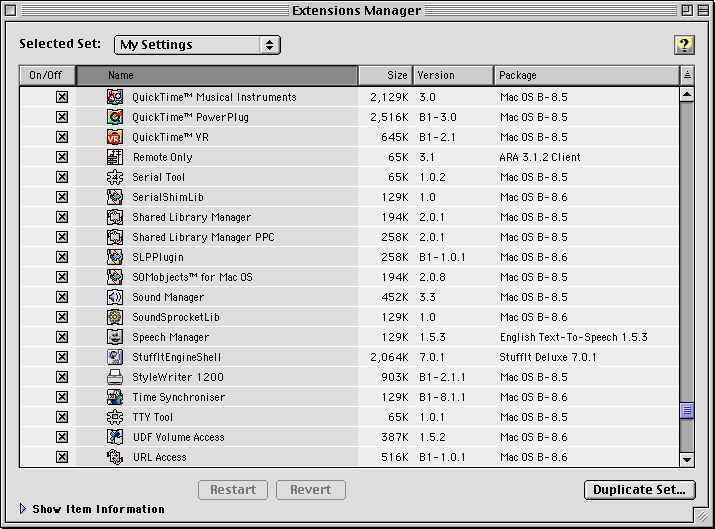 Extensions Manager
Selected Set: My Settings ?
On/Off Name Size Version Package
QuickTime™ Musical Instruments 2,129K 3.0 Mac OS B-8.5
QuickTime™ PowerPlug 2,516K B1-3.0 Mac OS B-8.5
QuickTime™ VR 645K B1-2.1 Mac OS B-8.5
Remote Only 65K 3.1 ARA 3.1.2 Client
Serial Tool 65K 1.0.2 Mac OS B-8.5
SerialShimLib 129K 1.0 Mac OS B-8.6
Shared Library Manager 194K 2.0.1 Mac OS B-8.5
Shared Library Manager PPC 258K 2.0.1 Mac OS B-8.5
SLPPlugin 258K B1-1.0.1 Mac OS B-8.6
SOMobjects™ for Mac OS 194K 2.0.8 Mac OS B-8.5
Sound Manager 452K 3.3 Mac OS B-8.5
SoundSprocketLib 129K 1.0 Mac OS B-8.6
Speech Manager 129K 1.5.3 English Text-To-Speech 1.5.3
StuffItEngineShell 2,064K 7.0.1 StuffIt Deluxe 7.0.1
StyleWriter 1200 903K B1-2.1.1 Mac OS B-8.5
Time Synchroniser 129K B1-8.1.1 Mac OS B-8.6
TTY Tool 65K 1.0.1 Mac OS B-8.5
UDF Volume Access 387K 1.5.2 Mac OS B-8.6
URL Access 516K B1-1.0.1 Mac OS B-8.6
Restart Revert Duplicate Set...
Show Item Information